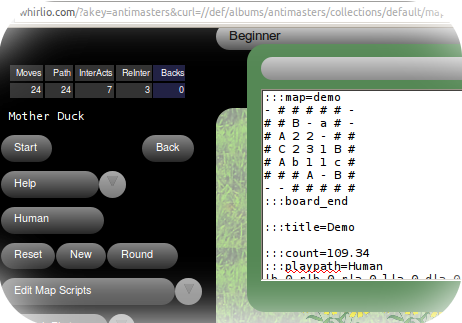 whirlio.com/?akey=antimasters&curl=//def/albums/antimasters/collections/default/ma
Beginner
Moves Path InterActs ReInter Backs
24 24 7 3 0
Mother Duck
Start Back
Help
Human
Reset New Round
Edit Map Scripts
:::map=demo
- # # # # # -
# # B - a # -
# A 2 2 - # #
# C 2 3 1 B #
# A b 1 1 c #
# # # A - B #
- - # # # # #
:::board_end
:::title=Demo
:::count=109.34
:::playpath=Human